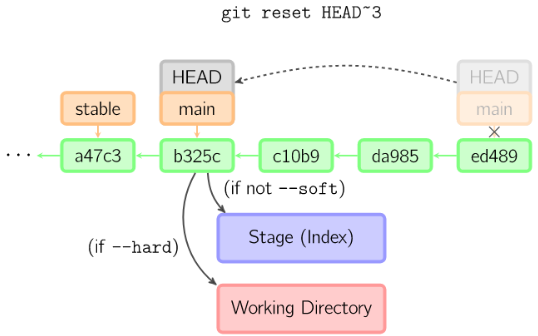 git reset HEAD~3
HEAD
HEAD
stable
main
main
...
a47c3
b325c
c10b9
da985
ed489
(if not --soft)
Stage (Index)
(if --hard)
Working Directory